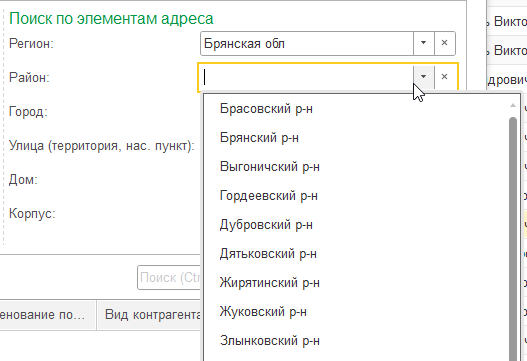 Поиск по элементам адреса
Регион: Брянская обл
Район:
Город:
Улица (территория, нас. пункт):
Дом:
Корпус:
Брасовский р-н
Брянский р-н
Выгоничский р-н
Гордеевский р-н
Дубровский р-н
Дятьковский р-н
Жирятинский р-н
Жуковский р-н
Злынковский р-н
Поиск (Ctr
енование по... Вид контрагента
ь Викто
ь Викто
дрович